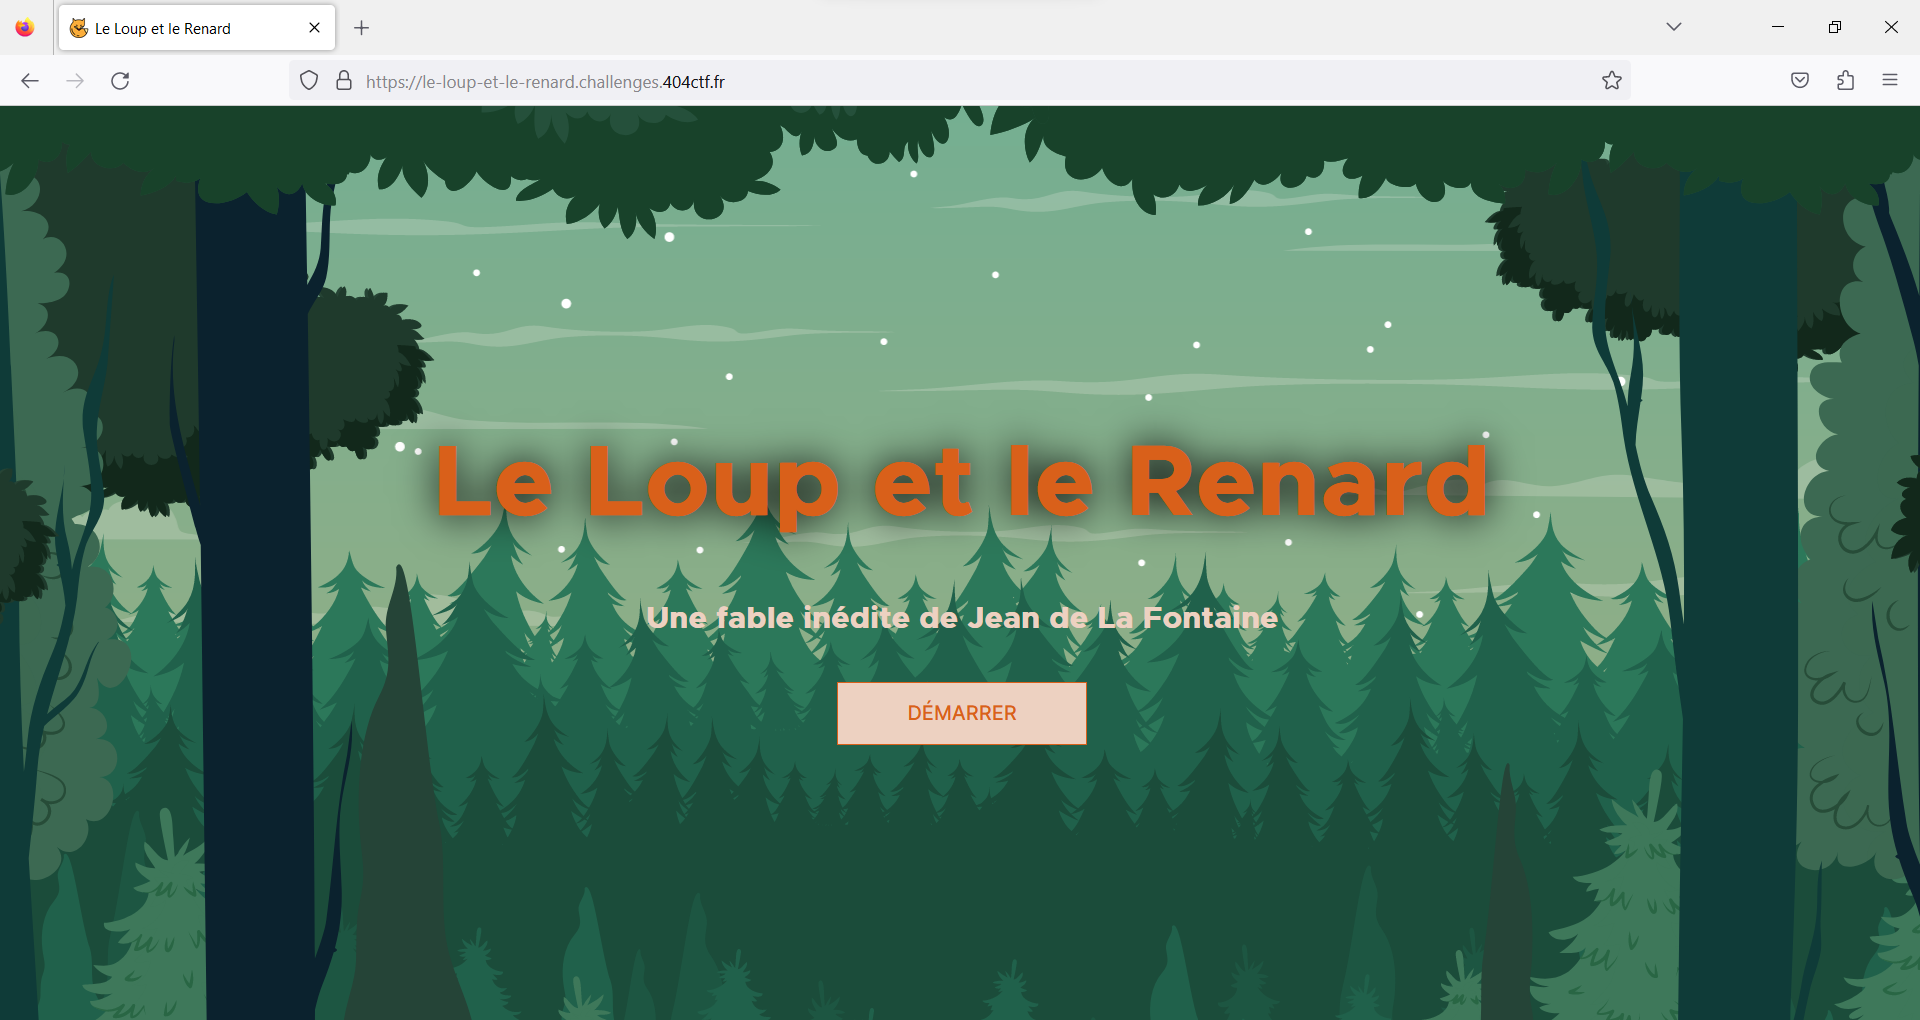 Le Loup et le Renard
https://le-loup-et-le-renard.challenges.404ctf.fr
Le Loup et le Renard
Une fable inédite de Jean de La Fontaine
DÉMARRER